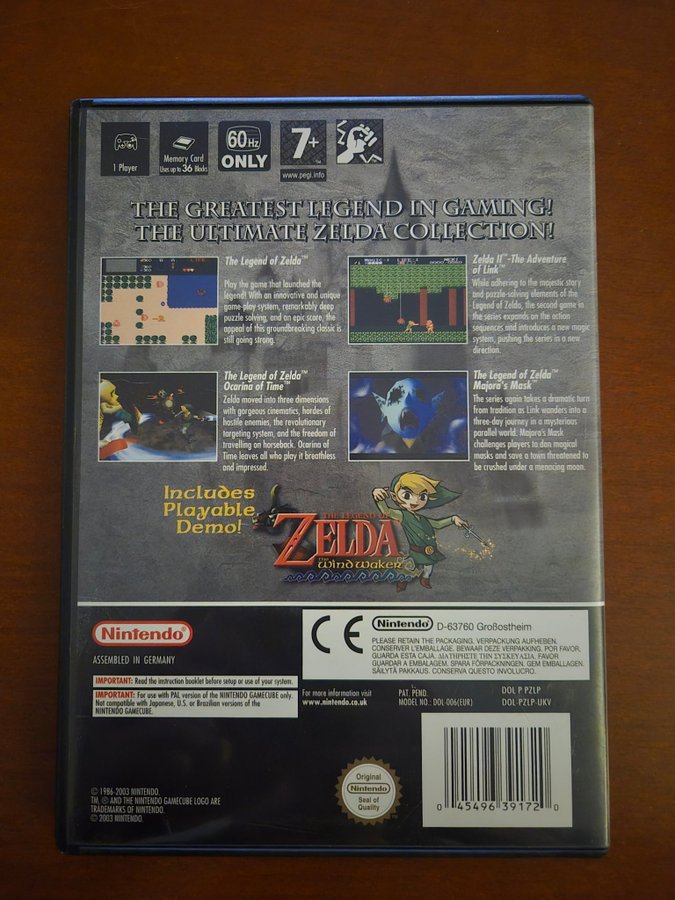 1 Player
Memory Card
Uses up to 36 Blocks
60Hz
ONLY
7+
www.pegi.info
THE GREATEST LEGEND IN GAMING!
THE ULTIMATE ZELDA COLLECTION!
The Legend of Zelda™
Play the game that launched the
legend! With an innovative and unique
game-play system, remarkably deep
puzzle solving, and an epic score, the
appeal of this groundbreaking classic is
still going strong.
Zelda II™-The Adventure
of Link™
While adhering to the majestic story
and puzzle-solving elements of the
Legend of Zelda, the second game in
the series expands on the action
sequences and introduces a new magic
system, pushing the series in a new
direction.
The Legend of Zelda™
Ocarina of Time™
Zelda moved into three dimensions
with gorgeous cinematics, hordes of
hostile enemies, the revolutionary
targeting system, and the freedom of
travelling on horseback. Ocarina of
Time leaves all who play it breathless
and impressed.
The Legend of Zelda™
Majora's Mask
The series again takes a dramatic turn
from tradition as Link wanders into a
three-day journey in a mysterious
parallel world. Majora's Mask
challenges players to don magical
masks and save a town threatened to
be crushed under a menacing moon.
Includes
Playable
Demo!
THE LEGEND OF
ZELDA
THE WIND WAKER
Nintendo®
ASSEMBLED IN GERMANY
IMPORTANT: Read the instruction booklet before setup or use of your system.
IMPORTANT: For use with PAL version of the NINTENDO GAMECUBE only.
Not compatible with Japanese, U.S. or Brazilian versions of the
NINTENDO GAMECUBE.
CE
Nintendo® D-63760 Großostheim
PLEASE RETAIN THE PACKAGING. VERPACKUNG AUFHEBEN.
CONSERVER L'EMBALLAGE. BEWAAR DEZE VERPAKKING. POR FAVOR,
GUARDA ESTA CAJA. ΔΙΑΤΗΡΗΣΤΕ ΤΗΝ ΣΥΣΚΕΥΑΣΙΑ. FAVOR
GUARDAR A EMBALAGEM. SPARA FÖRPACKNINGEN. GEM EMBALLAGEN.
SÄILYTÄ PAKKAUS. CONSERVA QUESTO INVOLUCRO.
For more information visit
www.nintendo.co.uk
PAT. PEND.
MODEL NO.: DOL-006(EUR)
DOL P PZLP
DOL-PZLP-UKV
© 1986-2003 NINTENDO.
TM, ® AND THE NINTENDO GAMECUBE LOGO ARE
TRADEMARKS OF NINTENDO.
© 2003 NINTENDO.
Original
Nintendo®
Seal of
Quality
0 45496 39172 0